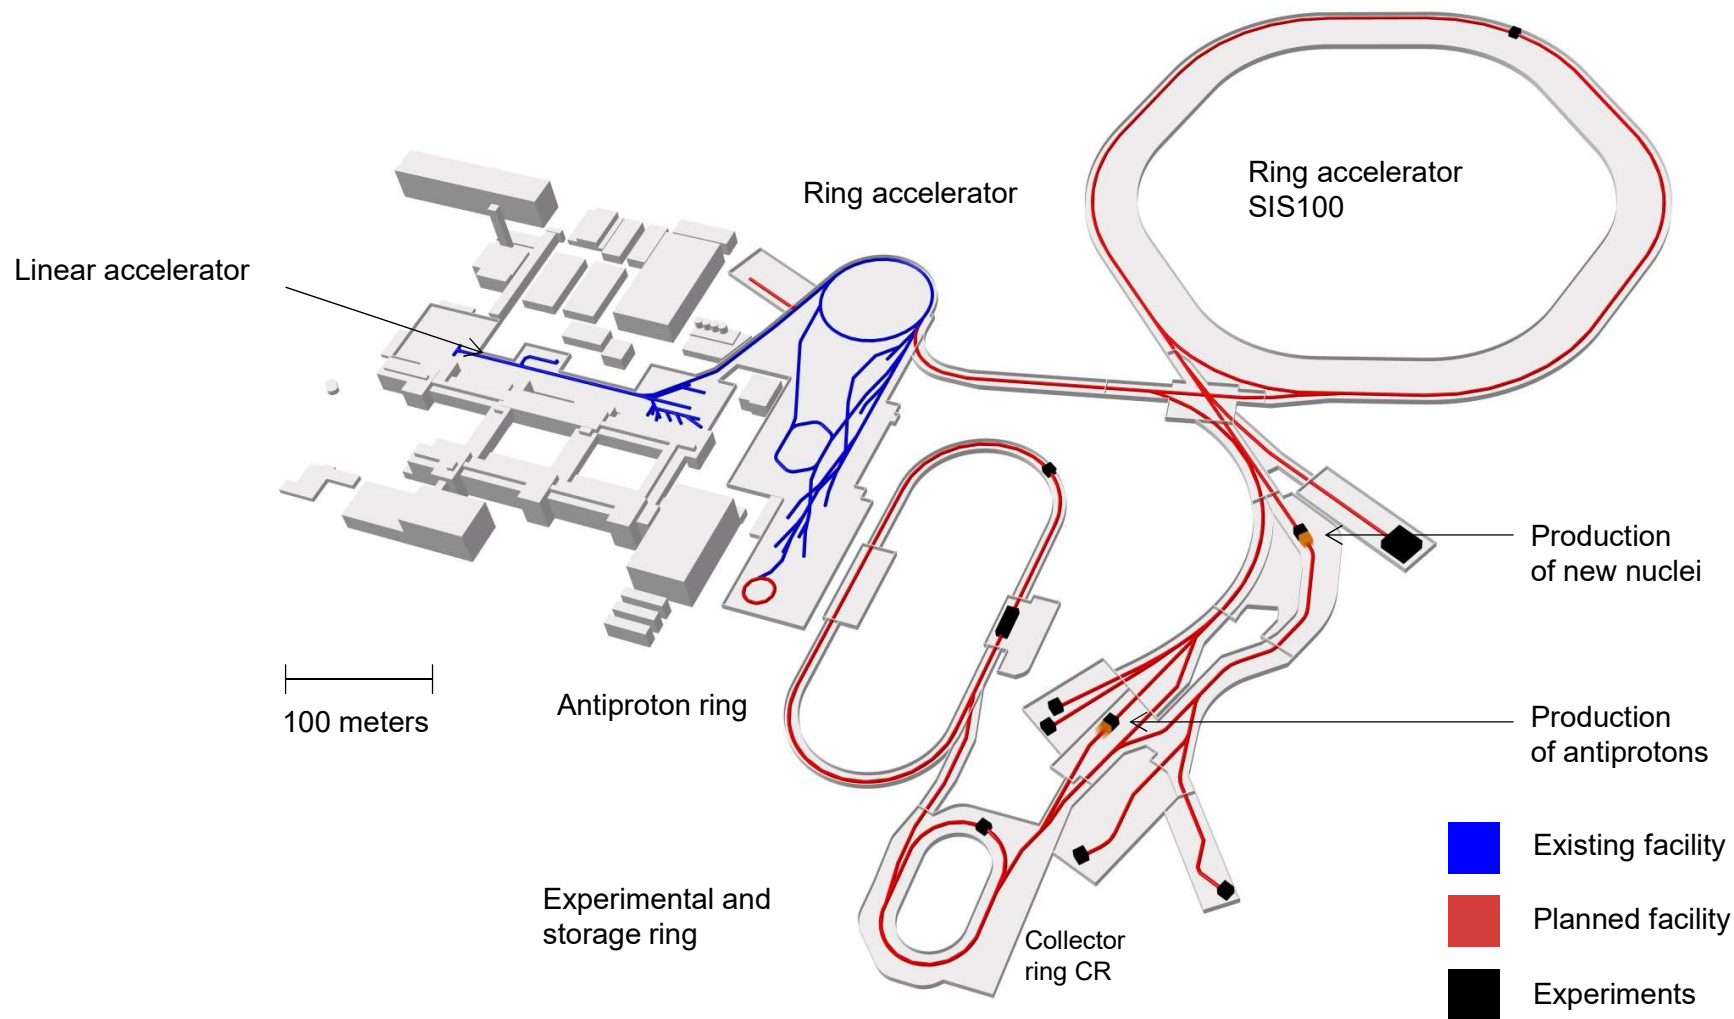 Ring accelerator
SIS100
Ring accelerator
Linear accelerator
Production
of new nuclei
100 meters
Antiproton ring
Production
of antiprotons
Experimental and
storage ring
Collector
ring CR
Existing facility
Planned facility
Experiments